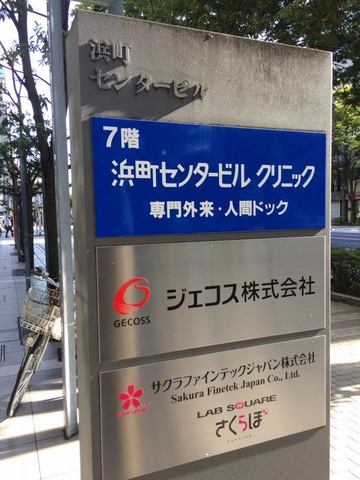 浜町
センタービル
7階
浜町センタービル クリニック
専門外来・人間ドック
GECOSS
ジェコス株式会社
sakura
サクラファインテックジャパン株式会社
Sakura Finetek Japan Co., Ltd.
LAB SQUARE
さくらぼ